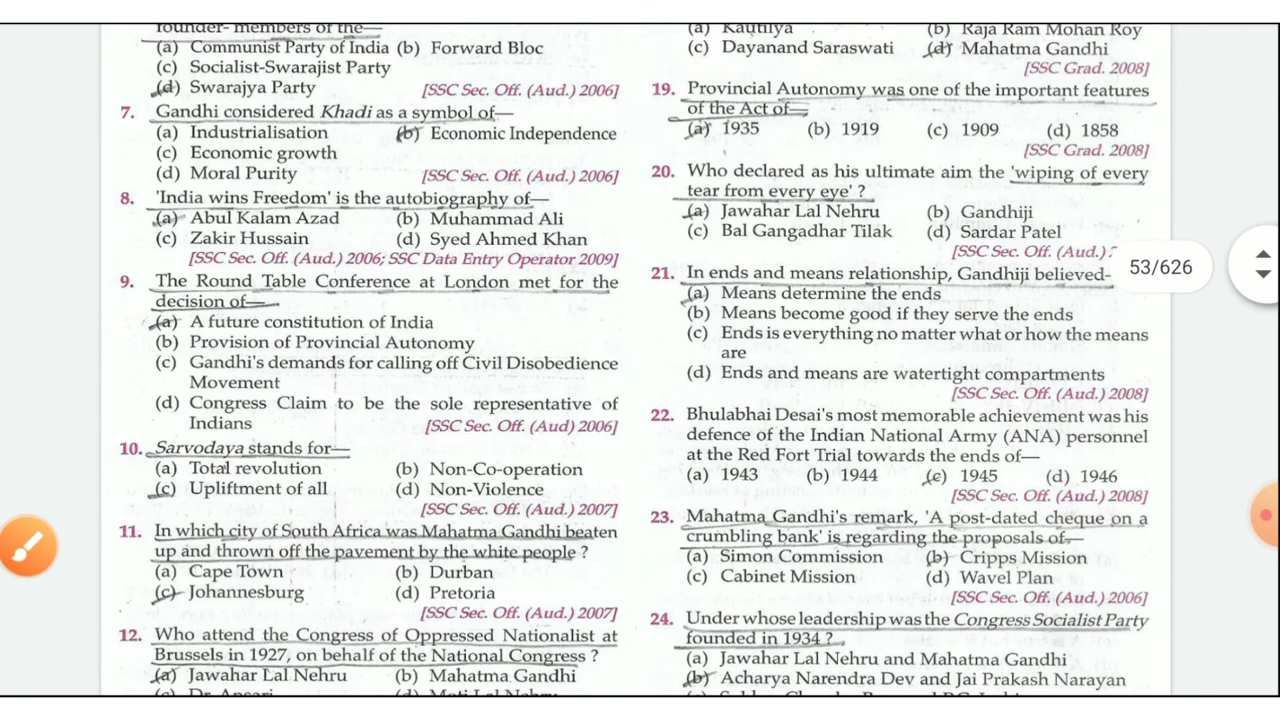 founder- members of the—
(a) Communist Party of India (b) Forward Bloc
(c) Socialist-Swarajist Party
(d) Swarajya Party [SSC Sec. Off. (Aud.) 2006]
7. Gandhi considered Khadi as a symbol of—
(a) Industrialisation (b) Economic Independence
(c) Economic growth
(d) Moral Purity [SSC Sec. Off. (Aud.) 2006]
8. 'India wins Freedom' is the autobiography of—
(a) Abul Kalam Azad (b) Muhammad Ali
(c) Zakir Hussain (d) Syed Ahmed Khan
[SSC Sec. Off. (Aud.) 2006; SSC Data Entry Operator 2009]
9. The Round Table Conference at London met for the
decision of—
(a) A future constitution of India
(b) Provision of Provincial Autonomy
(c) Gandhi's demands for calling off Civil Disobedience
Movement
(d) Congress Claim to be the sole representative of
Indians [SSC Sec. Off. (Aud) 2006]
10. Sarvodaya stands for—
(a) Total revolution (b) Non-Co-operation
(c) Upliftment of all (d) Non-Violence
[SSC Sec. Off. (Aud.) 2007]
11. In which city of South Africa was Mahatma Gandhi beaten
up and thrown off the pavement by the white people ?
(a) Cape Town (b) Durban
(c) Johannesburg (d) Pretoria
[SSC Sec. Off. (Aud.) 2007]
12. Who attend the Congress of Oppressed Nationalist at
Brussels in 1927, on behalf of the National Congress ?
(a) Jawahar Lal Nehru (b) Mahatma Gandhi
(c) Dr. Ansari (d) Moti Lal Nehru
(a) Kautilya (b) Raja Ram Mohan Roy
(c) Dayanand Saraswati (d) Mahatma Gandhi
[SSC Grad. 2008]
19. Provincial Autonomy was one of the important features
of the Act of—
(a) 1935 (b) 1919 (c) 1909 (d) 1858
[SSC Grad. 2008]
20. Who declared as his ultimate aim the 'wiping of every
tear from every eye' ?
(a) Jawahar Lal Nehru (b) Gandhiji
(c) Bal Gangadhar Tilak (d) Sardar Patel
[SSC Sec. Off. (Aud.)
53/626
21. In ends and means relationship, Gandhiji believed-
(a) Means determine the ends
(b) Means become good if they serve the ends
(c) Ends is everything no matter what or how the means
are
(d) Ends and means are watertight compartments
[SSC Sec. Off. (Aud.) 2008]
22. Bhulabhai Desai's most memorable achievement was his
defence of the Indian National Army (ANA) personnel
at the Red Fort Trial towards the ends of—
(a) 1943 (b) 1944 (c) 1945 (d) 1946
[SSC Sec. Off. (Aud.) 2008]
23. Mahatma Gandhi's remark, 'A post-dated cheque on a
crumbling bank' is regarding the proposals of—
(a) Simon Commission (b) Cripps Mission
(c) Cabinet Mission (d) Wavel Plan
[SSC Sec. Off. (Aud.) 2006]
24. Under whose leadership was the Congress Socialist Party
founded in 1934 ?
(a) Jawahar Lal Nehru and Mahatma Gandhi
(b) Acharya Narendra Dev and Jai Prakash Narayan